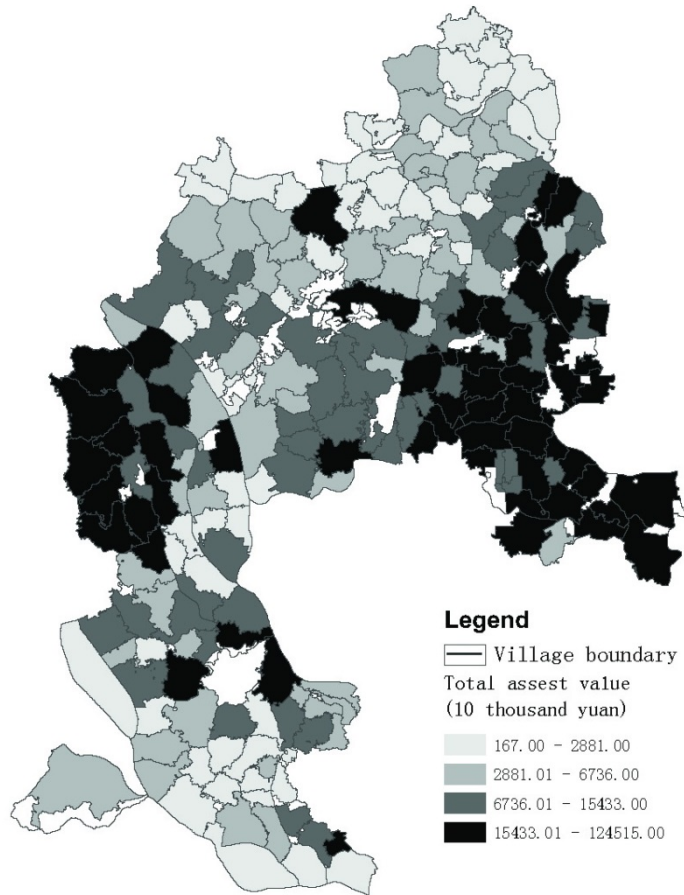 Legend
Village boundary
Total assest value
(10 thousand yuan)
167.00 - 2881.00
2881.01 - 6736.00
6736.01 - 15433.00
15433.01 - 124515.00